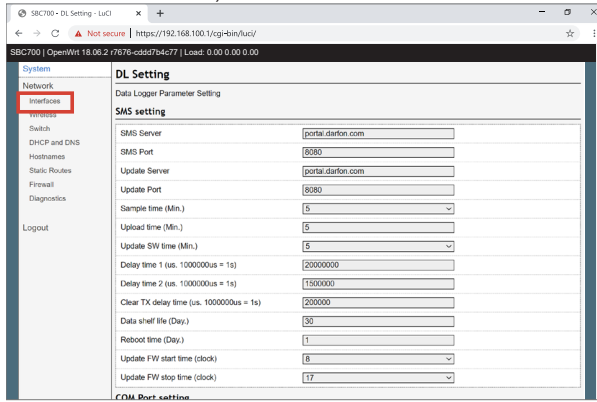 SBC700 - DL Setting - LuCI
Not secure | https://192.168.100.1/cgi-bin/luci/
SBC700 | OpenWrt 18.06.2 r7676-cddd7b4c77 | Load: 0.00 0.00 0.00
System
Network
Interfaces
Wireless
Switch
DHCP and DNS
Hostnames
Static Routes
Firewall
Diagnostics
Logout
DL Setting
Data Logger Parameter Setting
SMS setting
SMS Server portal.darfon.com
SMS Port 8080
Update Server portal.darfon.com
Update Port 8080
Sample time (Min.) 5
Upload time (Min.) 5
Update SW time (Min.) 5
Delay time 1 (us. 1000000us = 1s) 20000000
Delay time 2 (us. 1000000us = 1s) 1500000
Clear TX delay time (us. 1000000us = 1s) 200000
Data shelf life (Day.) 30
Reboot time (Day.) 1
Update FW start time (clock) 8
Update FW stop time (clock) 17
COM Port setting